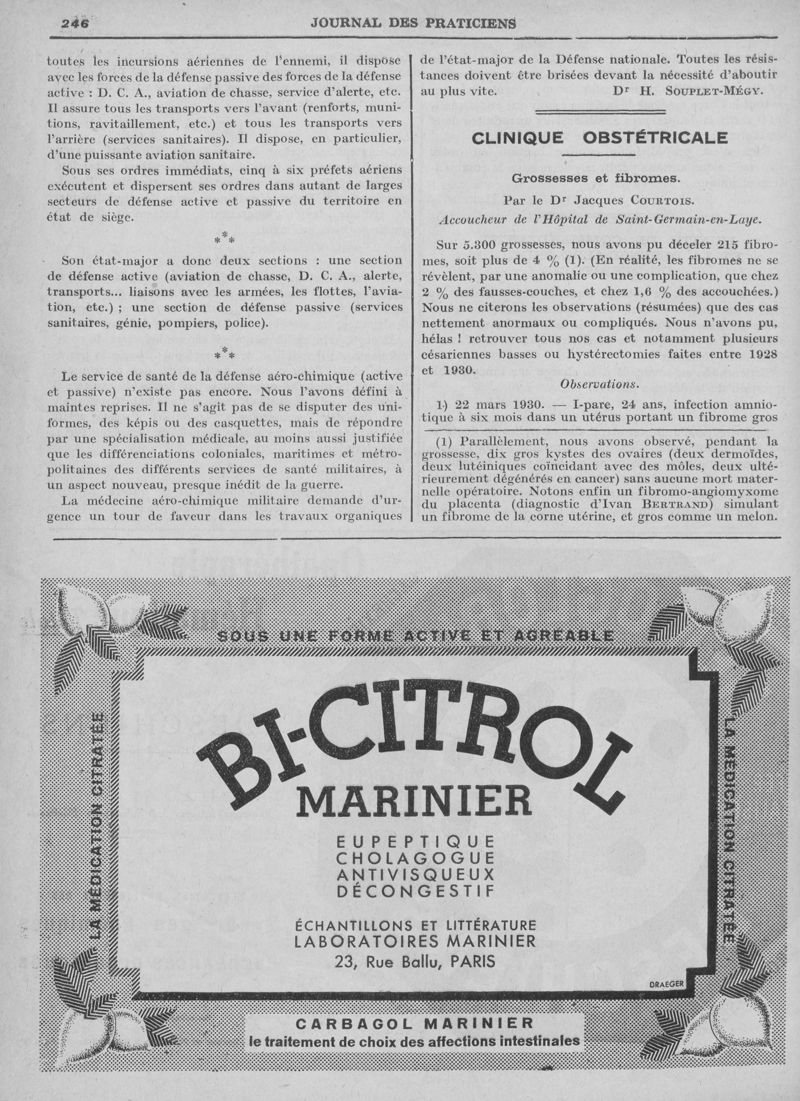 246
JOURNAL DES PRATICIENS
toutes les incursions aériennes de l'ennemi, il dispose
avec les forces de la défense passive des forces de la défense
active : D. C. A., aviation de chasse, service d'alerte, etc.
Il assure tous les transports vers l'avant (renforts, muni-
tions, ravitaillement, etc.) et tous les transports vers
l'arrière (services sanitaires). Il dispose, en particulier,
d'une puissante aviation sanitaire.
Sous ses ordres immédiats, cinq à six préfets aériens
exécutent et dispersent ses ordres dans autant de larges
secteurs de défense active et passive du territoire en
état de siège.
***
Son état-major a donc deux sections : une section
de défense active (aviation de chasse, D. C. A., alerte,
transports... liaisons avec les armées, les flottes, l'avia-
tion, etc.) ; une section de défense passive (services
sanitaires, génie, pompiers, police).
***
Le service de santé de la défense aéro-chimique (active
et passive) n'existe pas encore. Nous l'avons défini à
maintes reprises. Il ne s'agit pas de se disputer des uni-
formes, des képis ou des casquettes, mais de répondre
par une spécialisation médicale, au moins aussi justifiée
que les différenciations coloniales, maritimes et métro-
politaines des différents services de santé militaires, à
un aspect nouveau, presque inédit de la guerre.
La médecine aéro-chimique militaire demande d'ur-
gence un tour de faveur dans les travaux organiques
de l'état-major de la Défense nationale. Toutes les résis-
tances doivent être brisées devant la nécessité d'aboutir
au plus vite. Dr H. SOUPLET-MÉGY.
CLINIQUE OBSTÉTRICALE
Grossesses et fibromes.
Par le Dr Jacques COURTOIS.
Accoucheur de l'Hôpital de Saint-Germain-en-Laye.
Sur 5.300 grossesses, nous avons pu déceler 215 fibro-
mes, soit plus de 4 % (1). (En réalité, les fibromes ne se
révèlent, par une anomalie ou une complication, que chez
2 % des fausses-couches, et chez 1,6 % des accouchées.)
Nous ne citerons les observations (résumées) que des cas
nettement anormaux ou compliqués. Nous n'avons pu,
hélas ! retrouver tous nos cas et notamment plusieurs
césariennes basses ou hystérectomies faites entre 1928
et 1930.
Observations.
1) 22 mars 1930. — I-pare, 24 ans, infection amnio-
tique à six mois dans un utérus portant un fibrome gros
(1) Parallèlement, nous avons observé, pendant la
grossesse, dix gros kystes des ovaires (deux dermoïdes,
deux lutéiniques coïncidant avec des môles, deux ulté-
rieurement dégénérés en cancer) sans aucune mort mater-
nelle opératoire. Notons enfin un fibromo-angiomyxome
du placenta (diagnostic d'Ivan BERTRAND) simulant
un fibrome de la corne utérine, et gros comme un melon.
SOUS UNE FORME ACTIVE ET AGREABLE
LA MÉDICATION CITRATÉE
BI-CITROL
MARINIER
EUPEPTIQUE
CHOLAGOGUE
ANTIVISQUEUX
DÉCONGESTIF
ÉCHANTILLONS ET LITTÉRATURE
LABORATOIRES MARINIER
23, Rue Ballu, PARIS
DRAEGER
LA MÉDICATION CITRATÉE
CARBAGOL MARINIER
le traitement de choix des affections intestinales